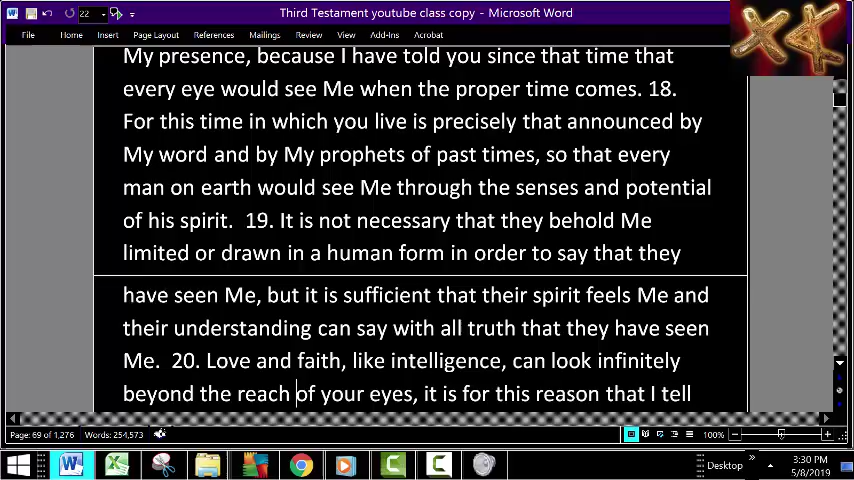 22
Third Testament youtube class copy - Microsoft Word
File Home Insert Page Layout References Mailings Review View Add-Ins Acrobat
My presence, because I have told you since that time that
every eye would see Me when the proper time comes. 18.
For this time in which you live is precisely that announced by
My word and by My prophets of past times, so that every
man on earth would see Me through the senses and potential
of his spirit.  19. It is not necessary that they behold Me
limited or drawn in a human form in order to say that they
have seen Me, but it is sufficient that their spirit feels Me and
their understanding can say with all truth that they have seen
Me.  20. Love and faith, like intelligence, can look infinitely
beyond the reach of your eyes, it is for this reason that I tell
Page: 69 of 1,276 Words: 254,573 100%
Desktop 3:30 PM
5/8/2019